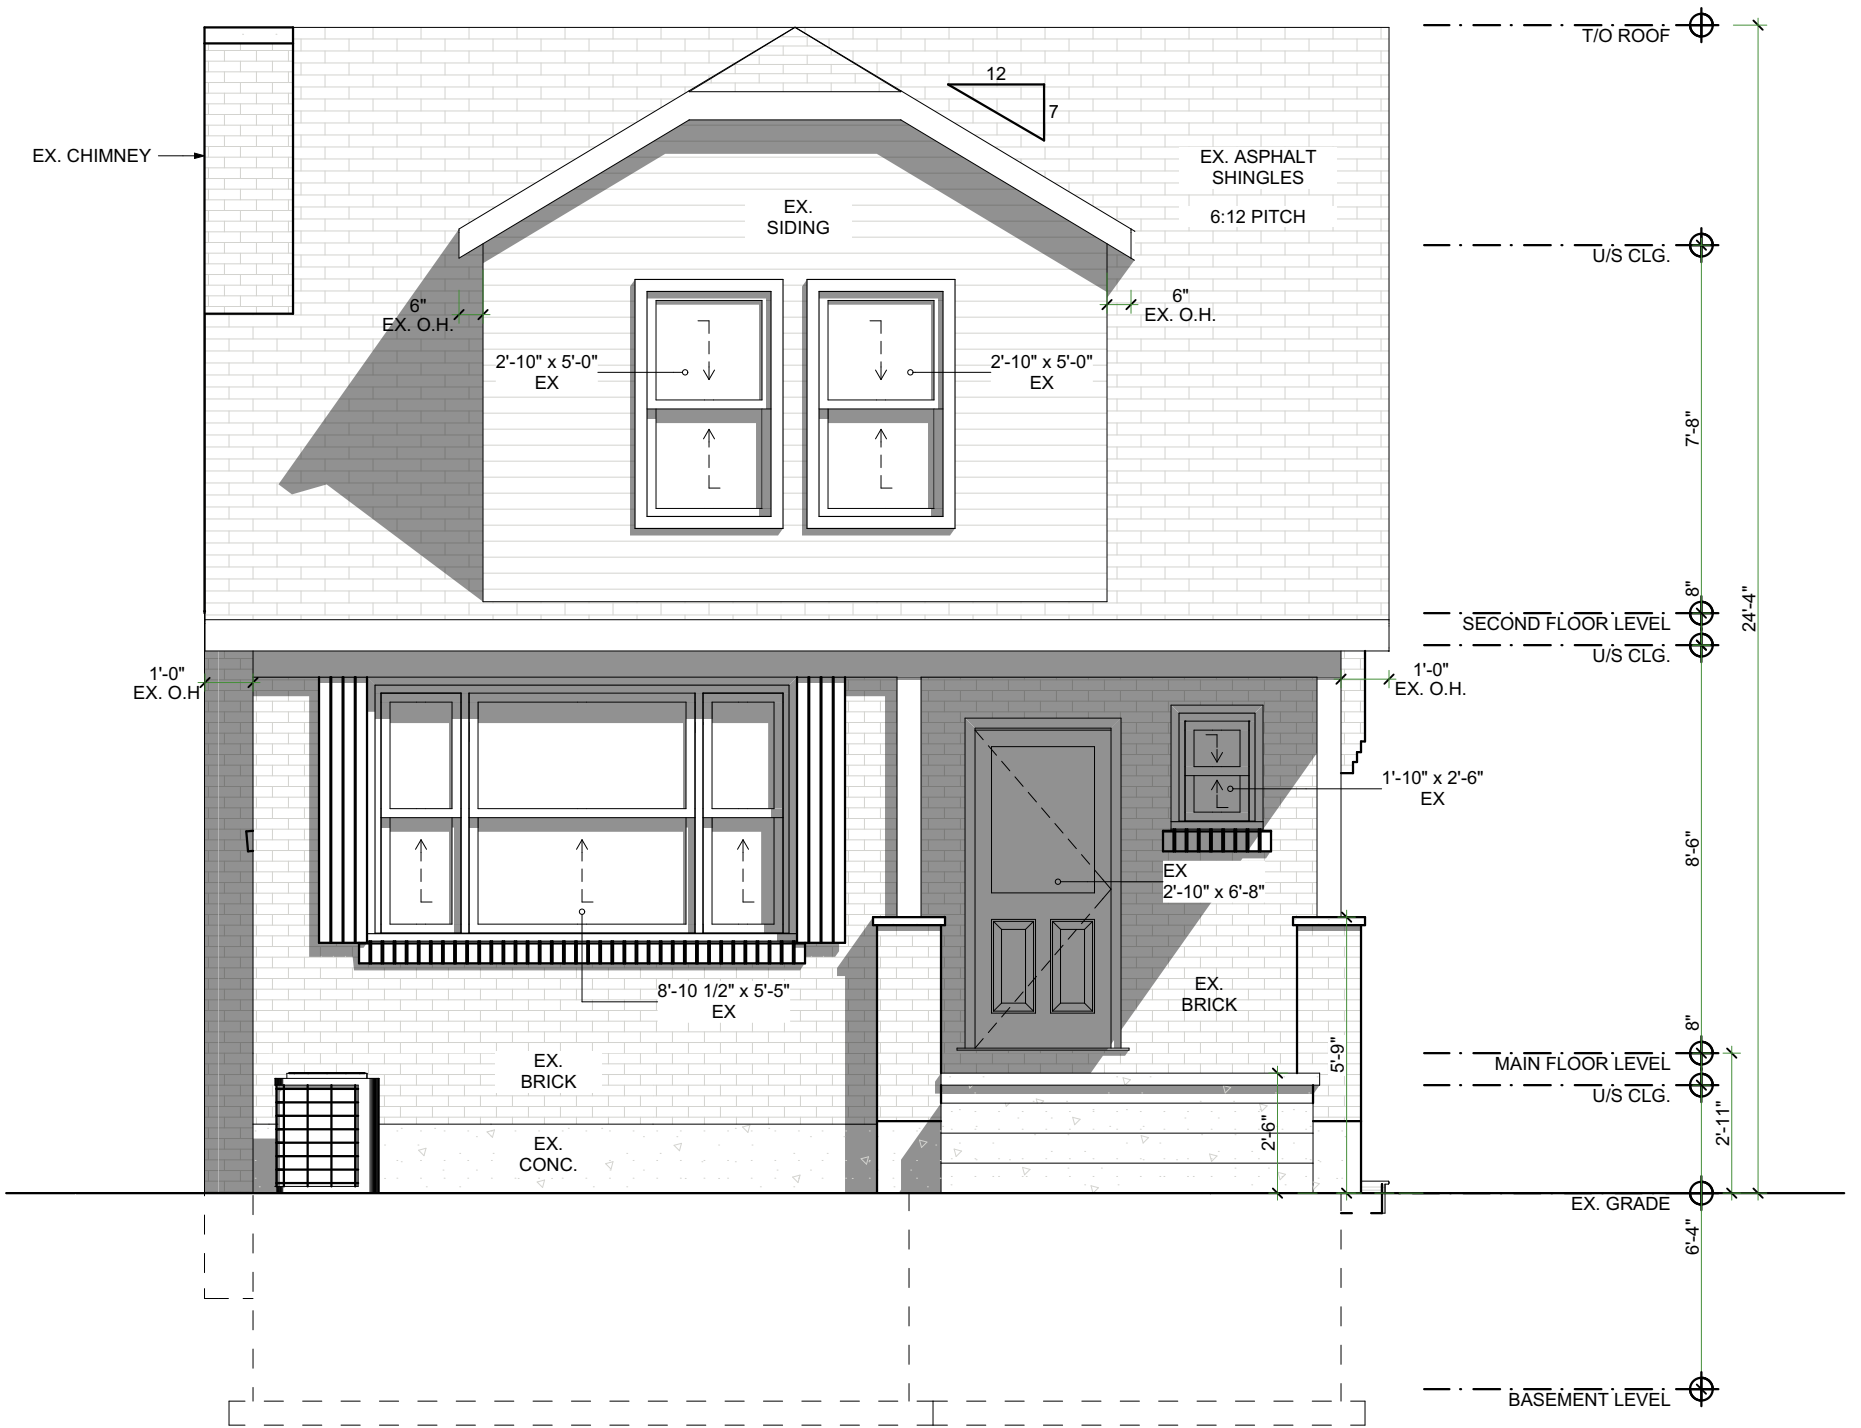 T/O ROOF
12
7
EX. CHIMNEY
EX. ASPHALT
SHINGLES
6:12 PITCH
EX.
SIDING
U/S CLG.
6"
EX. O.H.
6"
EX. O.H.
2'-10" x 5'-0"
EX
2'-10" x 5'-0"
EX
7'-8"
8"
24'-4"
SECOND FLOOR LEVEL
U/S CLG.
1'-0"
EX. O.H
1'-0"
EX. O.H.
1'-10" x 2'-6"
EX
8'-6"
EX
2'-10" x 6'-8"
8'-10 1/2" x 5'-5"
EX
EX.
BRICK
8"
5'-9"
EX.
BRICK
MAIN FLOOR LEVEL
U/S CLG.
2'-6"
2'-11"
EX.
CONC.
EX. GRADE
6'-4"
BASEMENT LEVEL